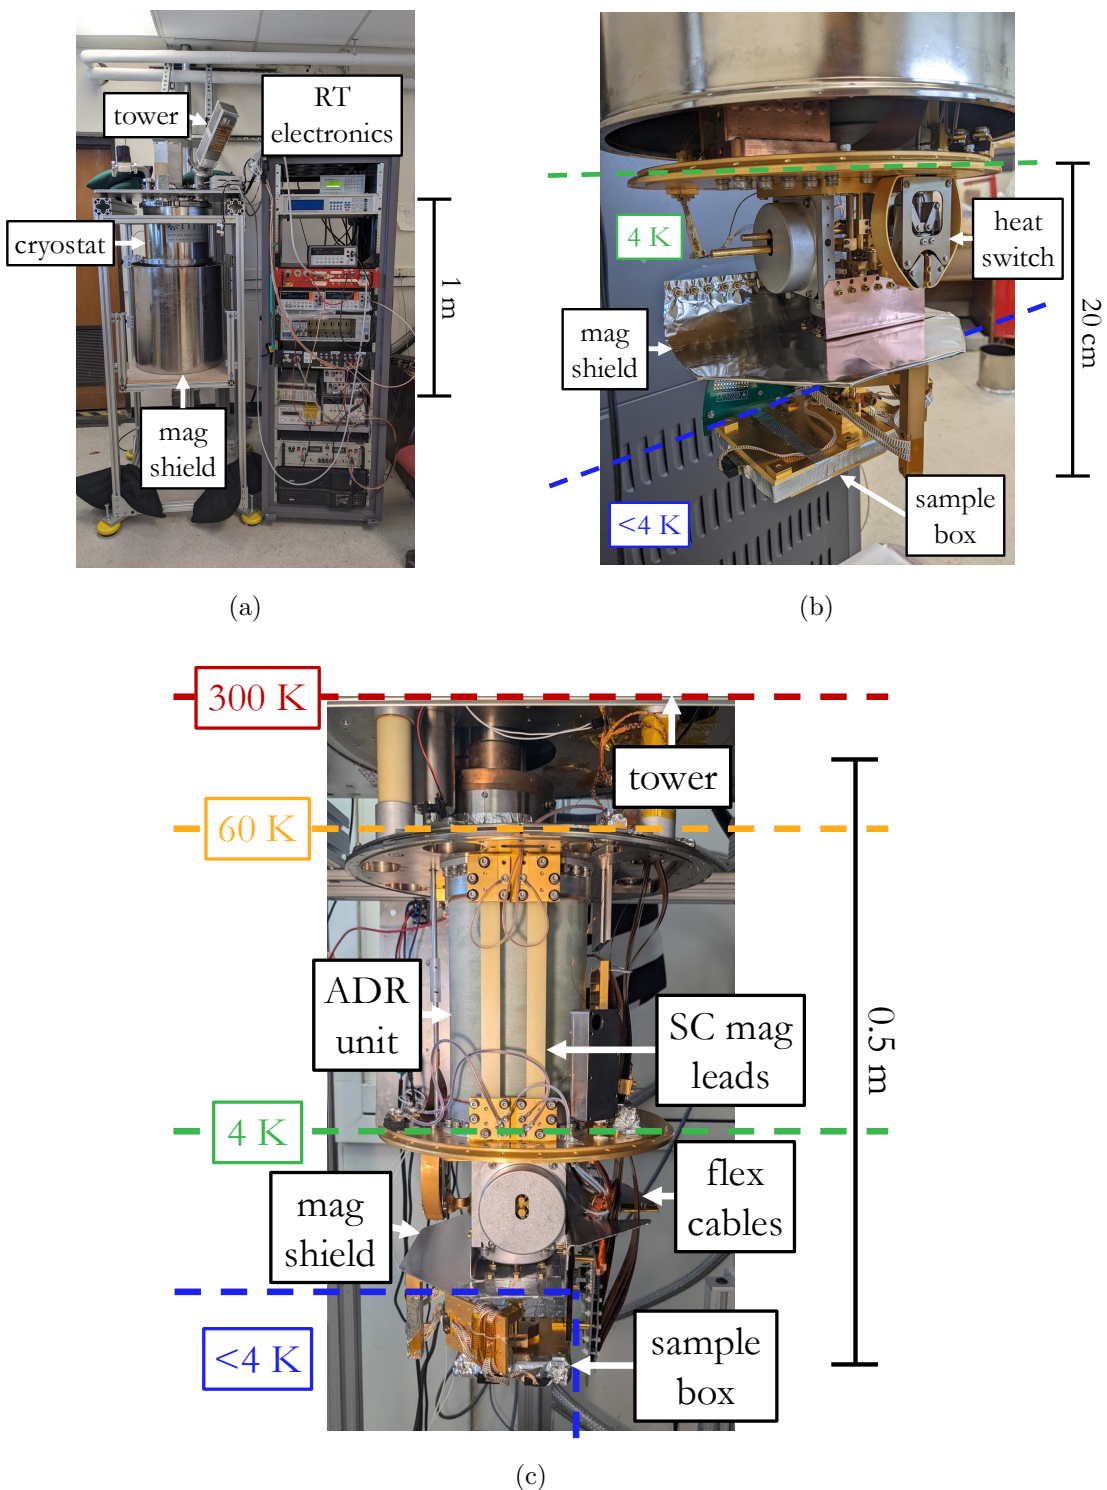 tower
RT
electronics
cryostat
1 m
mag
shield
(a)
4 K
heat
switch
mag
shield
20 cm
<4 K
sample
box
(b)
300 K
tower
60 K
ADR
unit
SC mag
leads
0.5 m
4 K
flex
cables
mag
shield
<4 K
sample
box
(c)